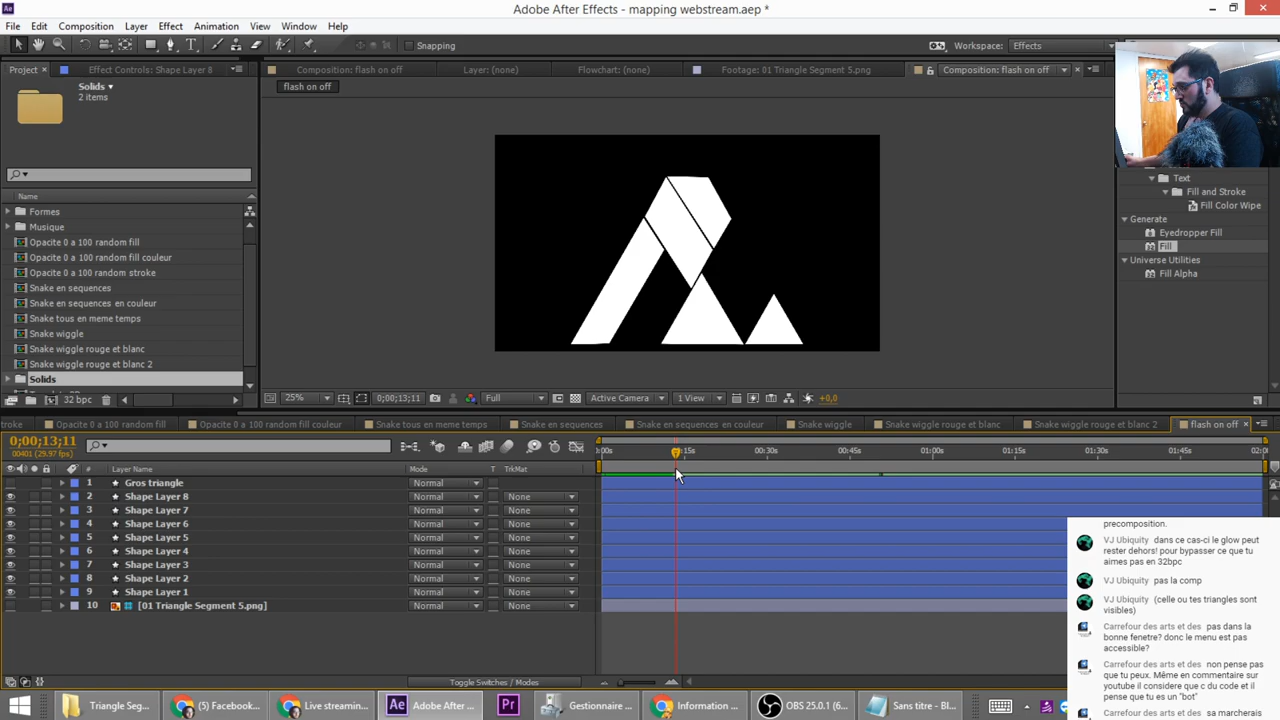 Adobe After Effects - mapping webstream.aep *
File Edit Composition Layer Effect Animation View Window Help
Snapping
Workspace: Effects
Project Effect Controls: Shape Layer 8
Composition: flash on off Layer: (none) Flowchart: (none) Footage: 01 Triangle Segment 5.png Composition: flash on off
Solids
2 items
flash on off
Name
Formes
Musique
Opacite 0 a 100 random fill
Opacite 0 a 100 random fill couleur
Opacite 0 a 100 random stroke
Snake en sequences
Snake en sequences en couleur
Snake tous en meme temps
Snake wiggle
Snake wiggle rouge et blanc
Snake wiggle rouge et blanc 2
Solids
32 bpc
Text
Fill and Stroke
Fill Color Wipe
Generate
Eyedropper Fill
Fill
Universe Utilities
Fill Alpha
25% 0;00;13;11 Full Active Camera 1 View +0,0
troke Opacite 0 a 100 random fill Opacite 0 a 100 random fill couleur Snake tous en meme temps Snake en sequences Snake en sequences en couleur Snake wiggle Snake wiggle rouge et blanc Snake wiggle rouge et blanc 2 flash on off
0;00;13;11
00401 (29.97 fps)
0:00s :15s 00:30s 00:45s 01:00s 01:15s 01:30s 01:45s 02:0
# Layer Name Mode T TrkMat
1 Gros triangle Normal
2 Shape Layer 8 Normal None
3 Shape Layer 7 Normal None
4 Shape Layer 6 Normal None
5 Shape Layer 5 Normal None
6 Shape Layer 4 Normal None
7 Shape Layer 3 Normal None
8 Shape Layer 2 Normal None
9 Shape Layer 1 Normal None
10 [01 Triangle Segment 5.png] Normal None
Toggle Switches / Modes
precomposition.
VJ Ubiquity dans ce cas-ci le glow peut
rester dehors! pour bypasser ce que tu
aimes pas en 32bpc
VJ Ubiquity pas la comp
VJ Ubiquity (celle ou tes triangles sont
visibles)
Carrefour des arts et des pas dans la
bonne fenetre? donc le menu est pas
accessible?
Carrefour des arts et des non pense pas
que tu peux. Même en commentaire sur
youtube il considere que c du code et il
pense que tu es un "bot"
Carrefour des arts et des sa marcherais
Triangle Seg... (5) Facebook... Live streamin... Ae Adobe After ... Pr Gestionnaire ... Information ... OBS 25.0.1 (6... Sans titre - Bl...